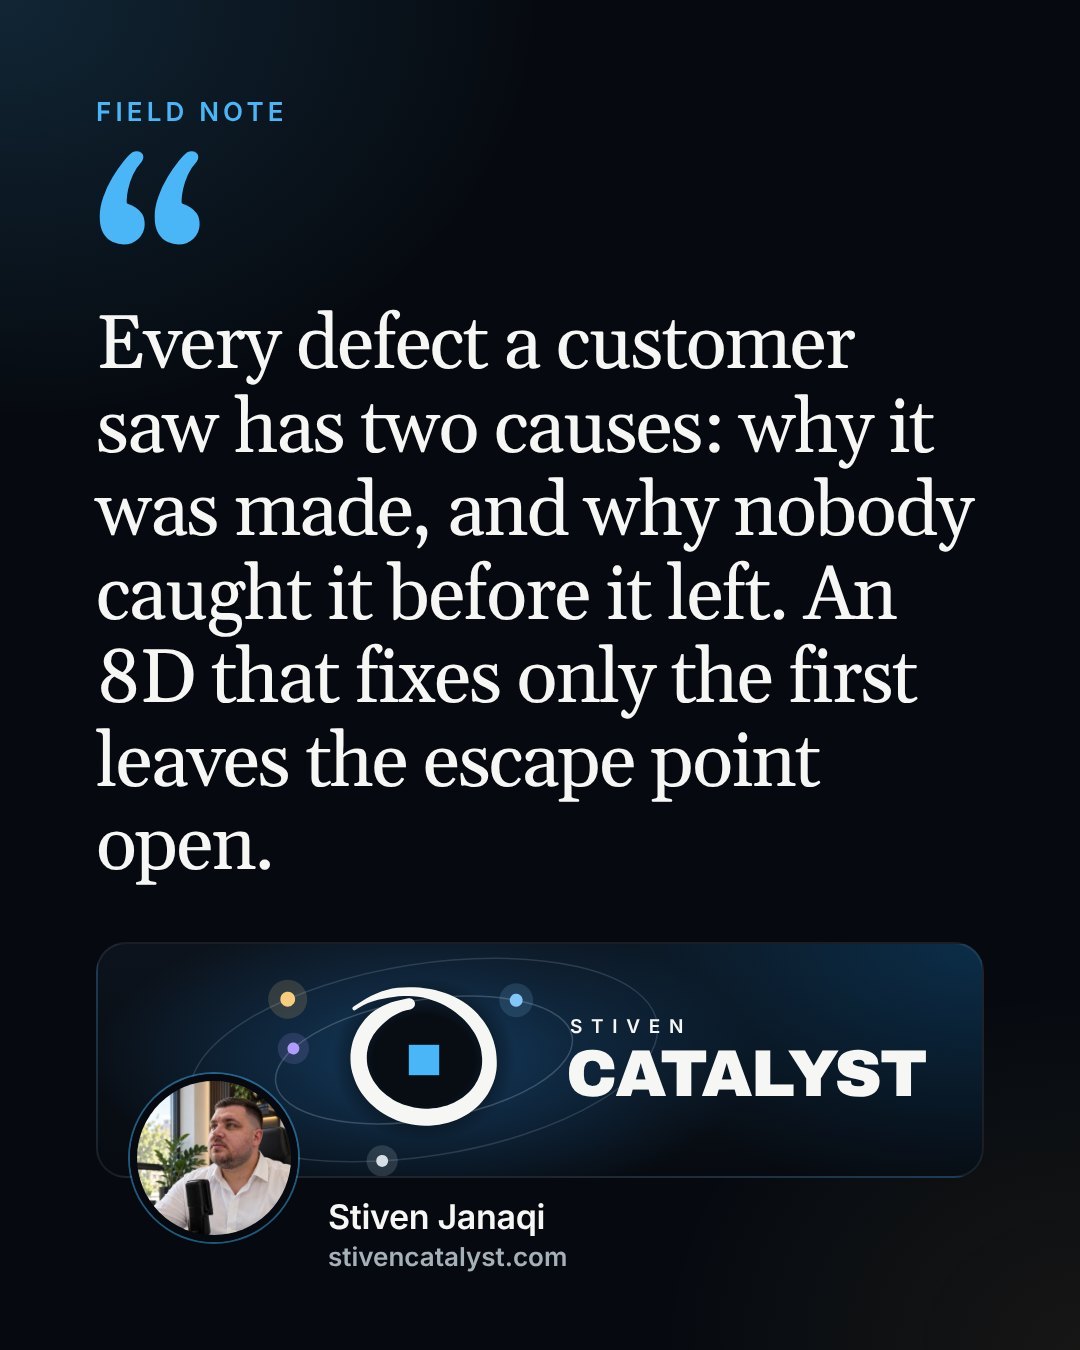 FIELD NOTE
“
Every defect a customer
saw has two causes: why it
was made, and why nobody
caught it before it left. An
8D that fixes only the first
leaves the escape point
open.
STIVEN
CATALYST
Stiven Janaqi
stivencatalyst.com